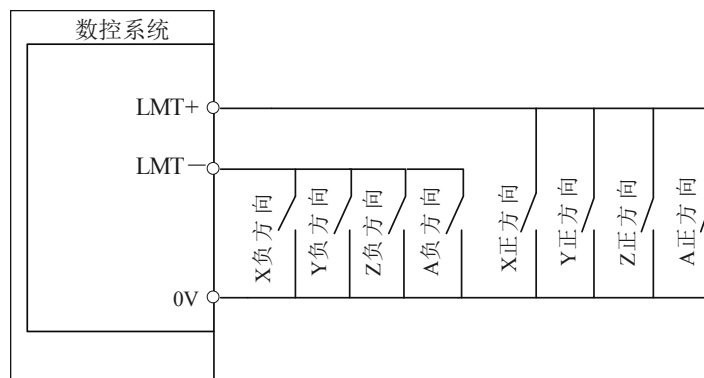 数控系统
LMT+
LMT－
0V
X负方向
Y负方向
Z负方向
A负方向
X正方向
Y正方向
Z正方向
A正方向